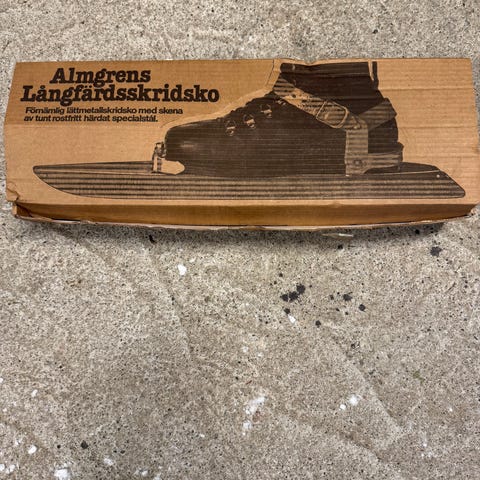 Almgrens
Långfärdsskridsko
Förnämlig lättmetallskridsko med skena
av tunt rostfritt härdat specialstål.